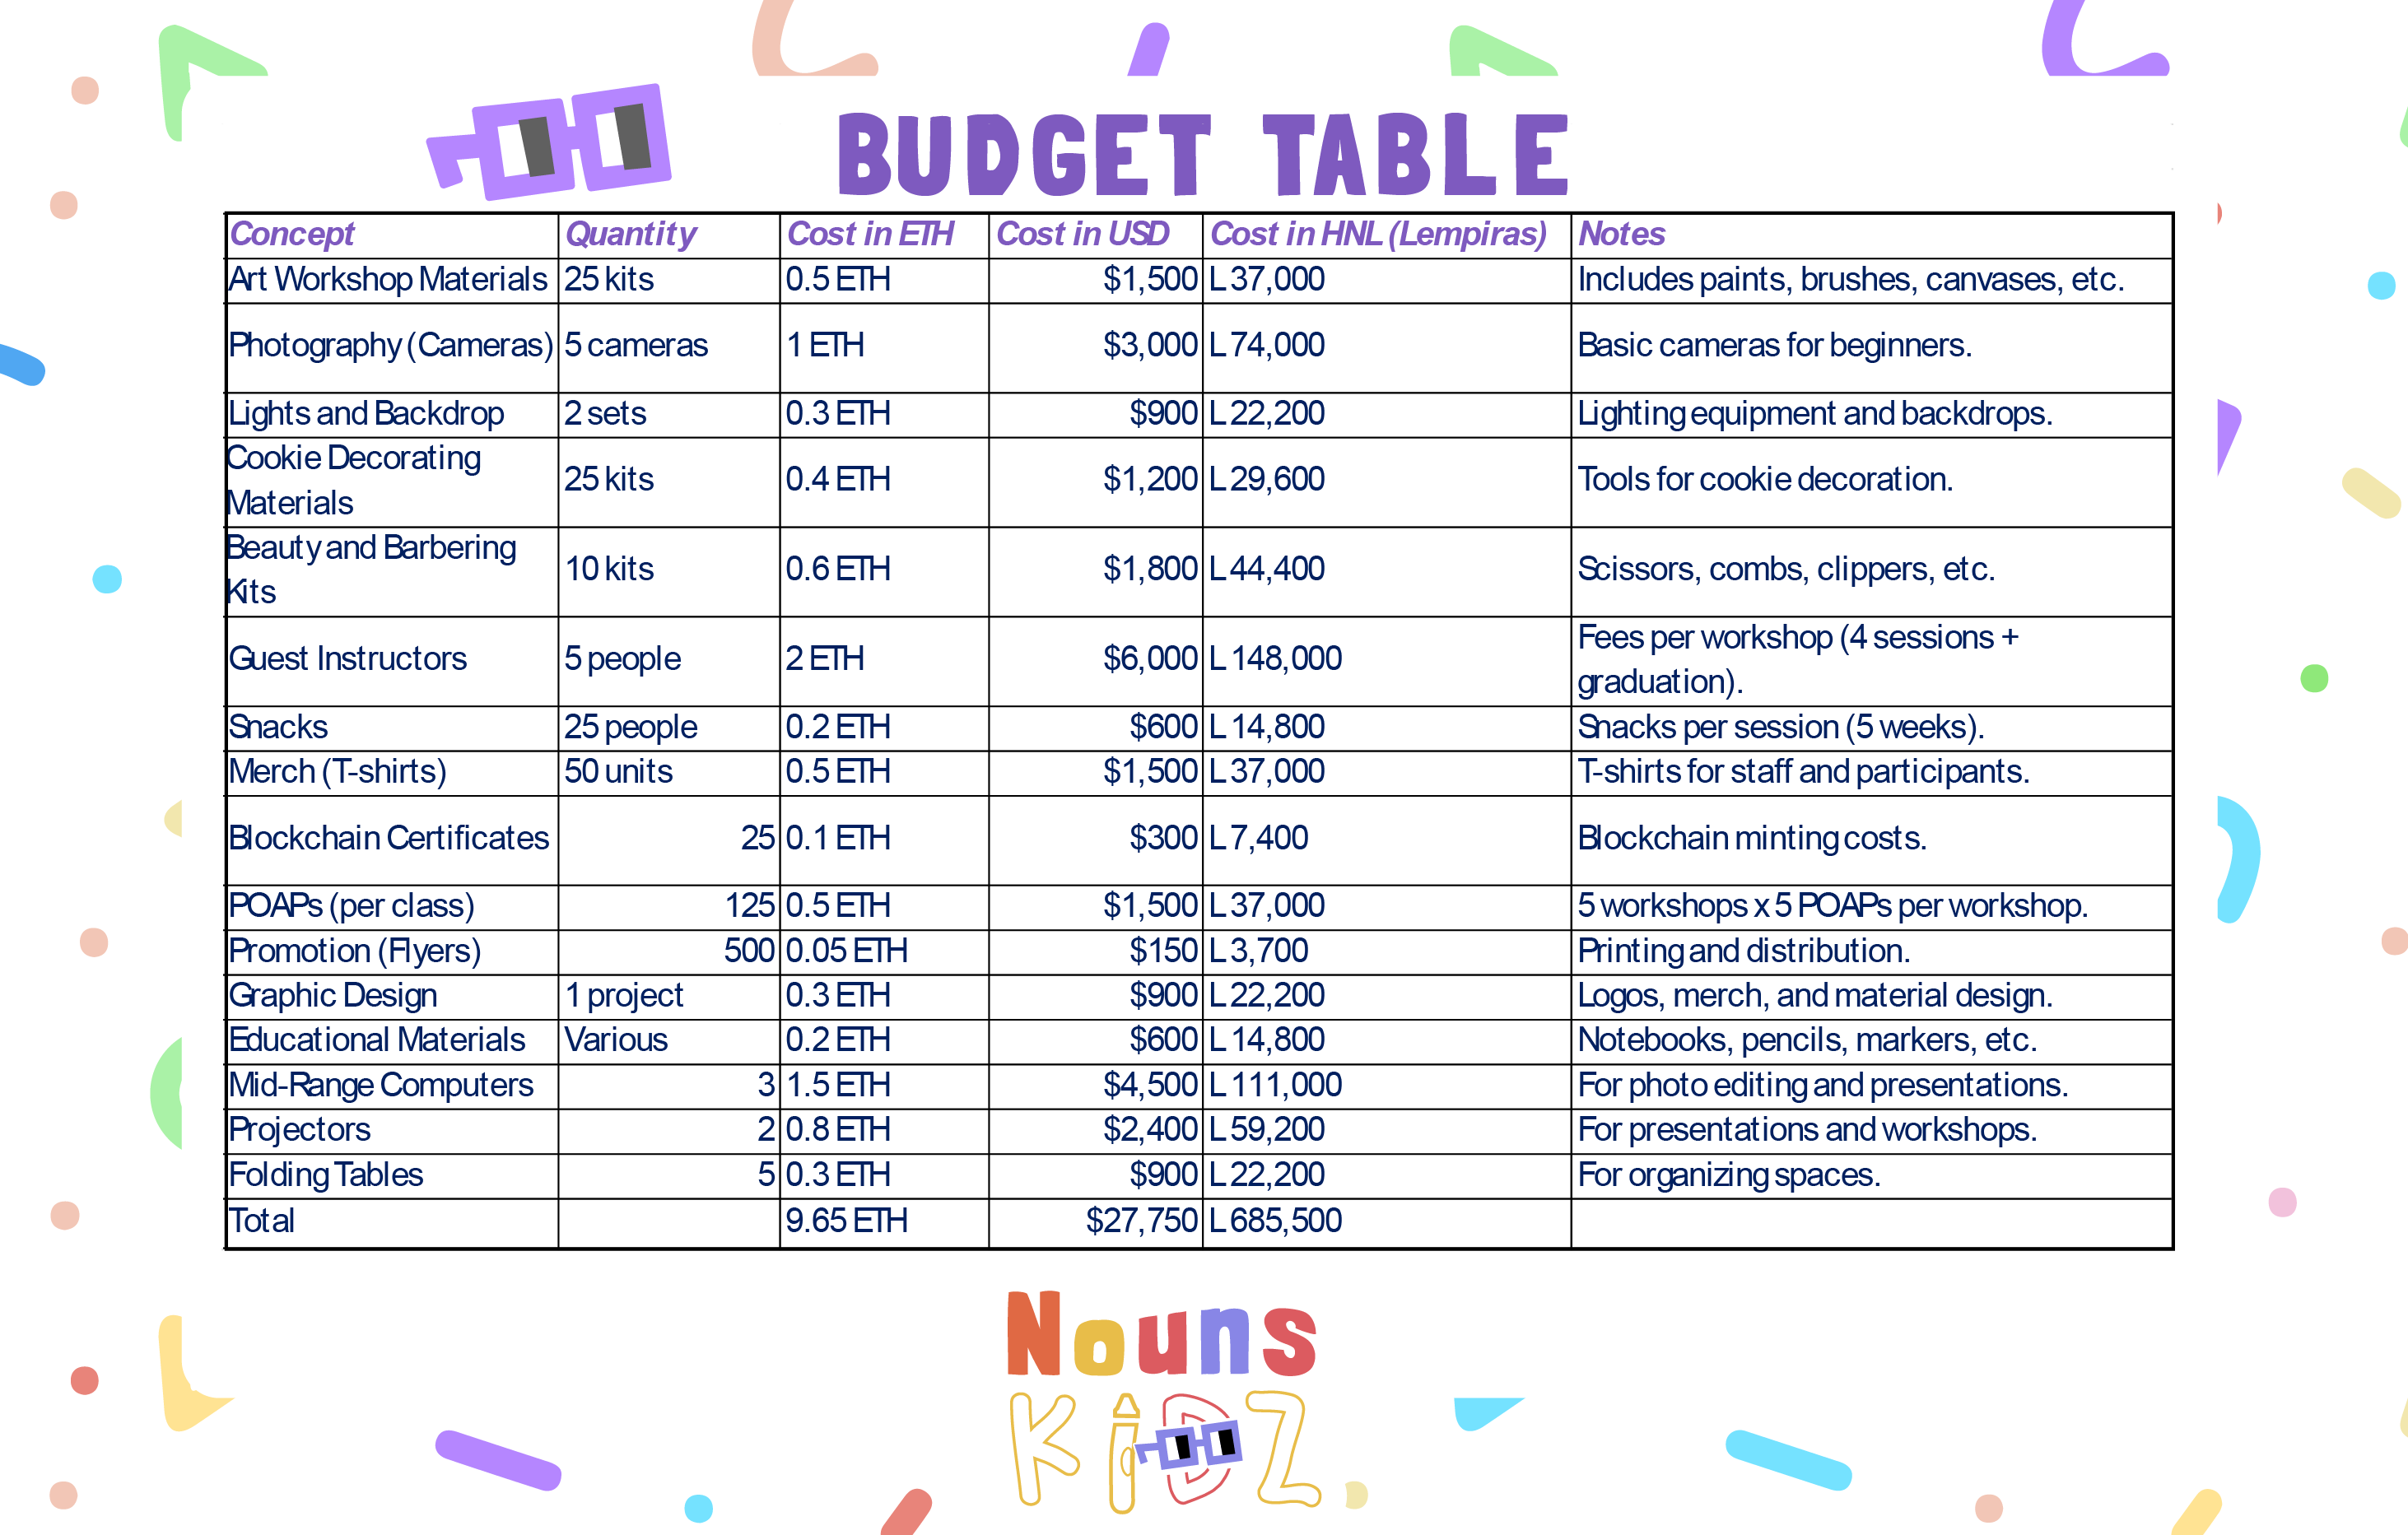 BUDGET TABLE
Concept Quantity Cost in ETH Cost in USD Cost in HNL (Lempiras) Notes
Art Workshop Materials 25 kits 0.5 ETH $1,500 L 37,000 Includes paints, brushes, canvases, etc.
Photography (Cameras) 5 cameras 1 ETH $3,000 L 74,000 Basic cameras for beginners.
Lights and Backdrop 2 sets 0.3 ETH $900 L 22,200 Lighting equipment and backdrops.
Cookie Decorating
Materials 25 kits 0.4 ETH $1,200 L 29,600 Tools for cookie decoration.
Beauty and Barbering
Kits 10 kits 0.6 ETH $1,800 L 44,400 Scissors, combs, clippers, etc.
Guest Instructors 5 people 2 ETH $6,000 L 148,000 Fees per workshop (4 sessions +
graduation).
Snacks 25 people 0.2 ETH $600 L 14,800 Snacks per session (5 weeks).
Merch (T-shirts) 50 units 0.5 ETH $1,500 L 37,000 T-shirts for staff and participants.
Blockchain Certificates 25 0.1 ETH $300 L 7,400 Blockchain minting costs.
POAPs (per class) 125 0.5 ETH $1,500 L 37,000 5 workshops x 5 POAPs per workshop.
Promotion (Flyers) 500 0.05 ETH $150 L 3,700 Printing and distribution.
Graphic Design 1 project 0.3 ETH $900 L 22,200 Logos, merch, and material design.
Educational Materials Various 0.2 ETH $600 L 14,800 Notebooks, pencils, markers, etc.
Mid-Range Computers 3 1.5 ETH $4,500 L 111,000 For photo editing and presentations.
Projectors 2 0.8 ETH $2,400 L 59,200 For presentations and workshops.
Folding Tables 5 0.3 ETH $900 L 22,200 For organizing spaces.
Total 9.65 ETH $27,750 L 685,500
Nouns
KiDZ